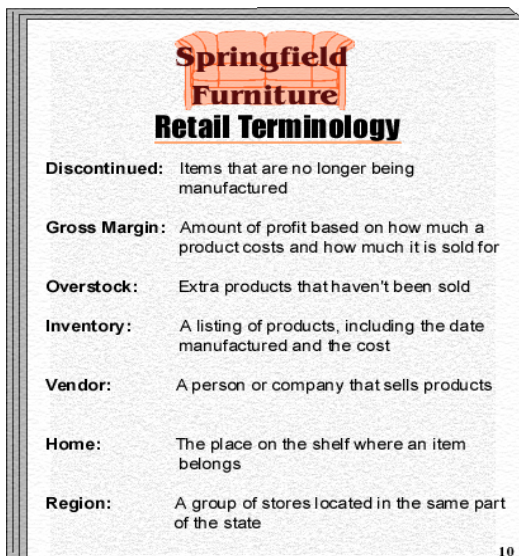 Springfield
Furniture
Retail Terminology
Discontinued: Items that are no longer being
manufactured
Gross Margin: Amount of profit based on how much a
product costs and how much it is sold for
Overstock: Extra products that haven't been sold
Inventory: A listing of products, including the date
manufactured and the cost
Vendor: A person or company that sells products
Home: The place on the shelf where an item
belongs
Region: A group of stores located in the same part
of the state
10